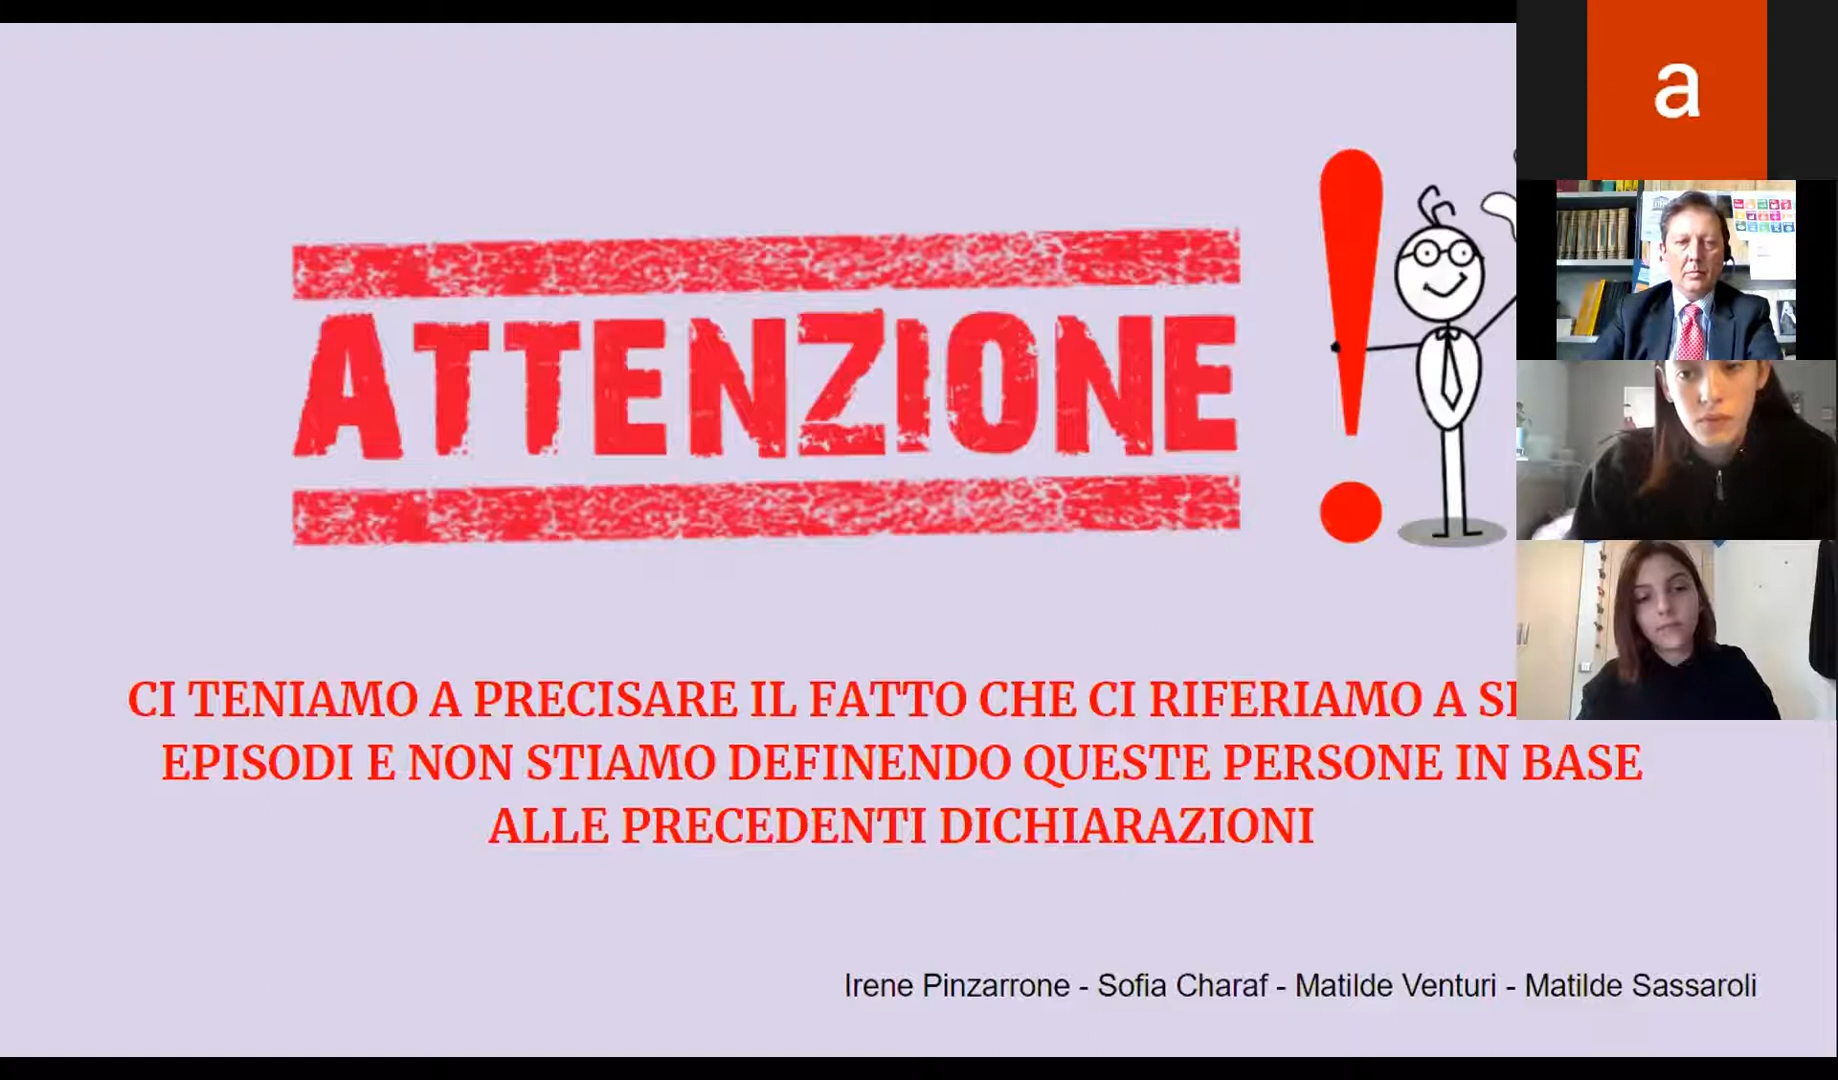 a
ATTENZIONE
CI TENIAMO A PRECISARE IL FATTO CHE CI RIFERIAMO A
EPISODI E NON STIAMO DEFINENDO QUESTE PERSONE IN BASE
ALLE PRECEDENTI DICHIARAZIONI
Irene Pinzarrone - Sofia Charaf - Matilde Venturi - Matilde Sassaroli